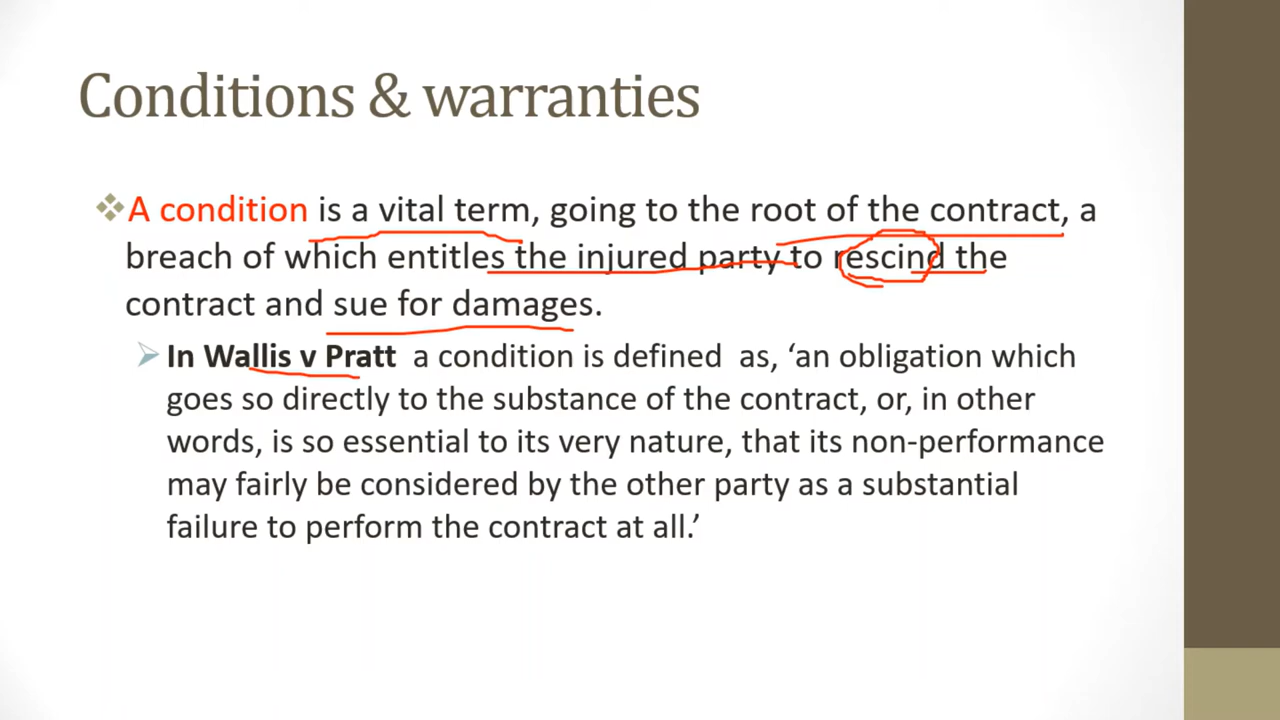 Conditions & warranties
A condition is a vital term, going to the root of the contract, a
breach of which entitles the injured party to rescind the
contract and sue for damages.
In Wallis v Pratt a condition is defined as, ‘an obligation which
goes so directly to the substance of the contract, or, in other
words, is so essential to its very nature, that its non-performance
may fairly be considered by the other party as a substantial
failure to perform the contract at all.’